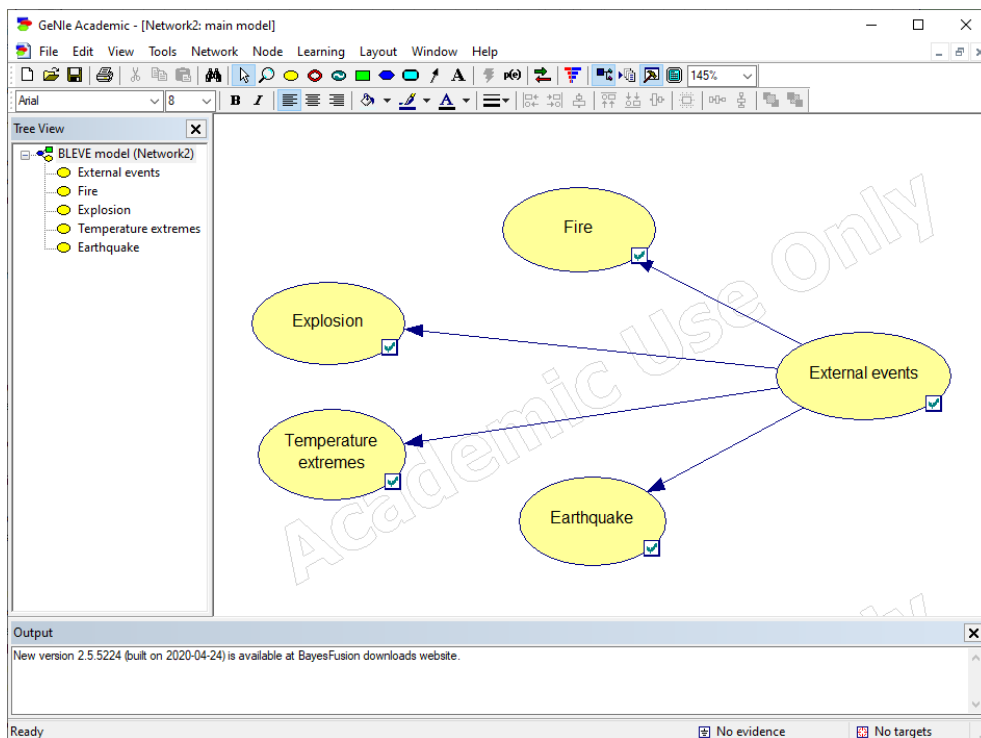 GeNIe Academic - [Network2: main model]
File Edit View Tools Network Node Learning Layout Window Help
A p(e) 145%
Arial 8 B I A
Tree View
BLEVE model (Network2)
External events
Fire
Explosion
Temperature extremes
Earthquake
Fire
Explosion
External events
Temperature
extremes
Earthquake
Academic Use Only
Output
New version 2.5.5224 (built on 2020-04-24) is available at BayesFusion downloads website.
Ready No evidence No targets